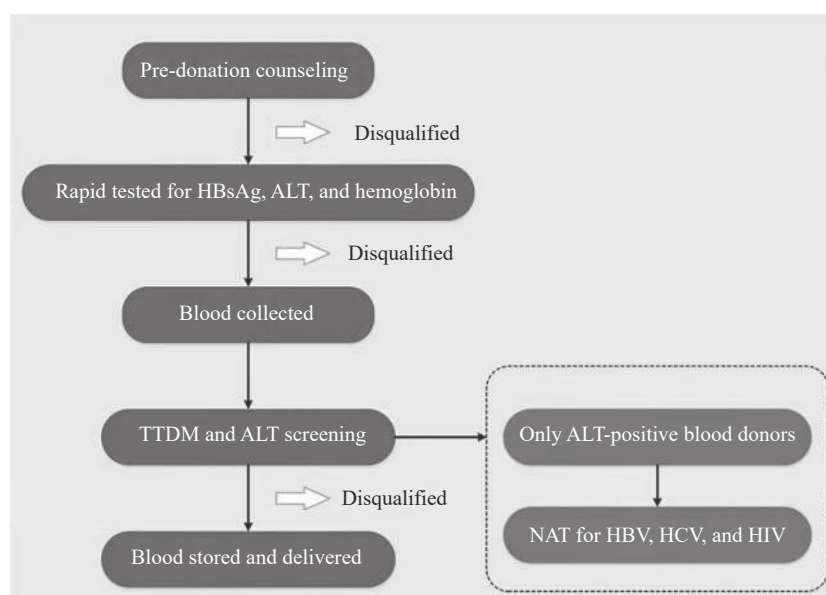 Pre-donation counseling
Disqualified
Rapid tested for HBsAg, ALT, and hemoglobin
Disqualified
Blood collected
TTDM and ALT screening
Only ALT-positive blood donors
Disqualified
NAT for HBV, HCV, and HIV
Blood stored and delivered